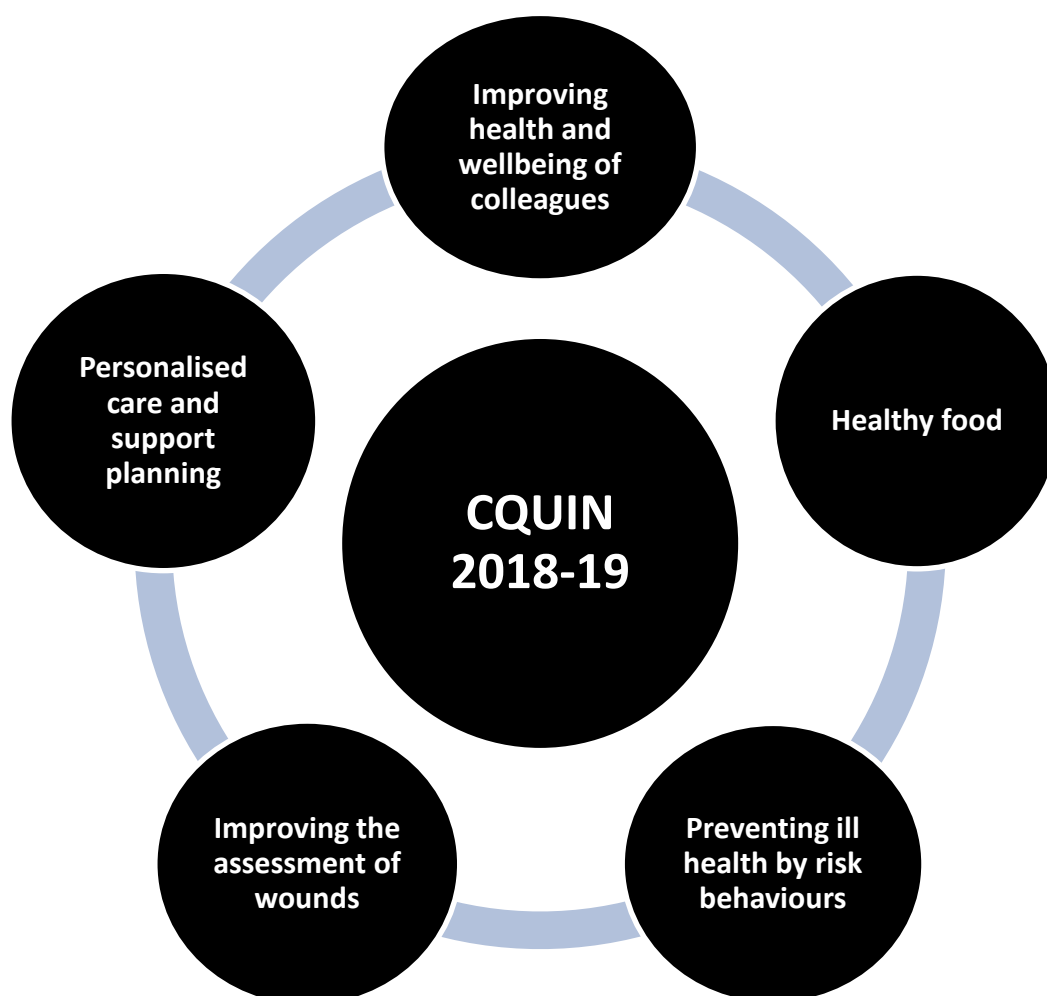 Improving
health and
wellbeing of
colleagues
Healthy food
Preventing ill
health by risk
behaviours
Improving the
assessment of
wounds
Personalised
care and
support
planning
CQUIN
2018-19